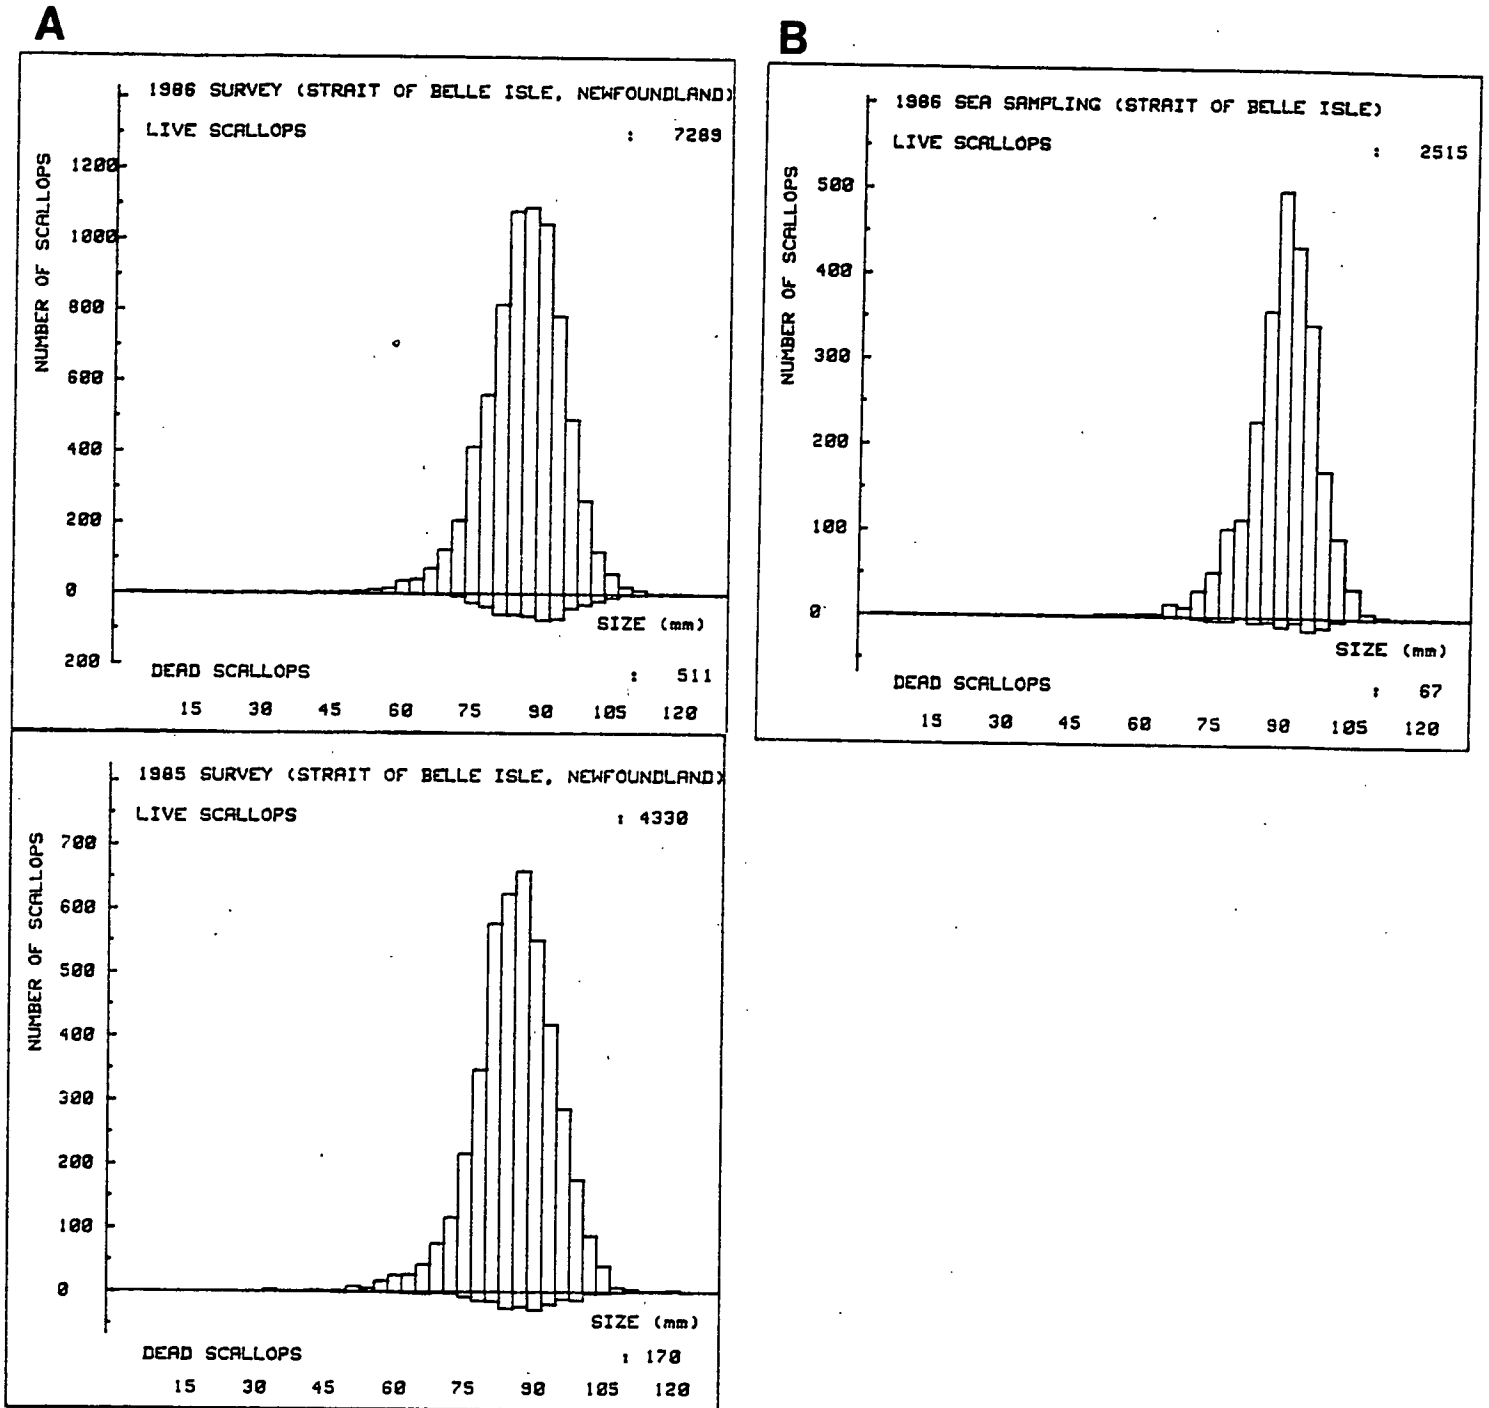 A
1986 SURVEY (STRAIT OF BELLE ISLE, NEWFOUNDLAND)
LIVE SCALLOPS : 7289
NUMBER OF SCALLOPS
1200
1000
800
600
400
200
0
200
SIZE (mm)
DEAD SCALLOPS : 511
15 30 45 60 75 90 105 120
1985 SURVEY (STRAIT OF BELLE ISLE, NEWFOUNDLAND)
LIVE SCALLOPS : 4330
NUMBER OF SCALLOPS
700
600
500
400
300
200
100
0
SIZE (mm)
DEAD SCALLOPS : 170
15 30 45 60 75 90 105 120
B
1986 SEA SAMPLING (STRAIT OF BELLE ISLE)
LIVE SCALLOPS : 2515
NUMBER OF SCALLOPS
500
400
300
200
100
0
SIZE (mm)
DEAD SCALLOPS : 67
15 30 45 60 75 90 105 120